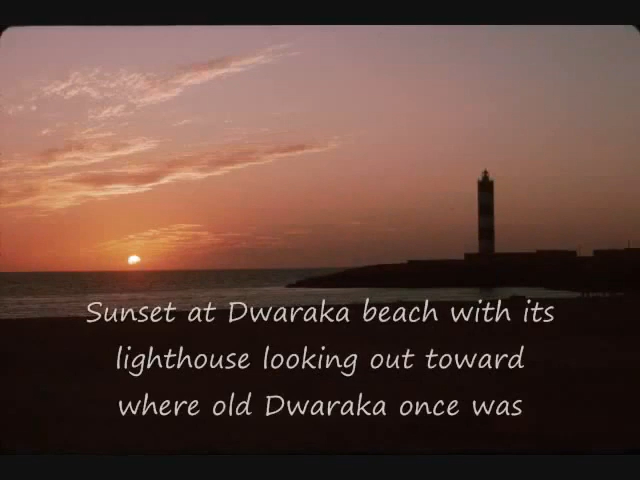 Sunset at Dwaraka beach with its
lighthouse looking out toward
where old Dwaraka once was